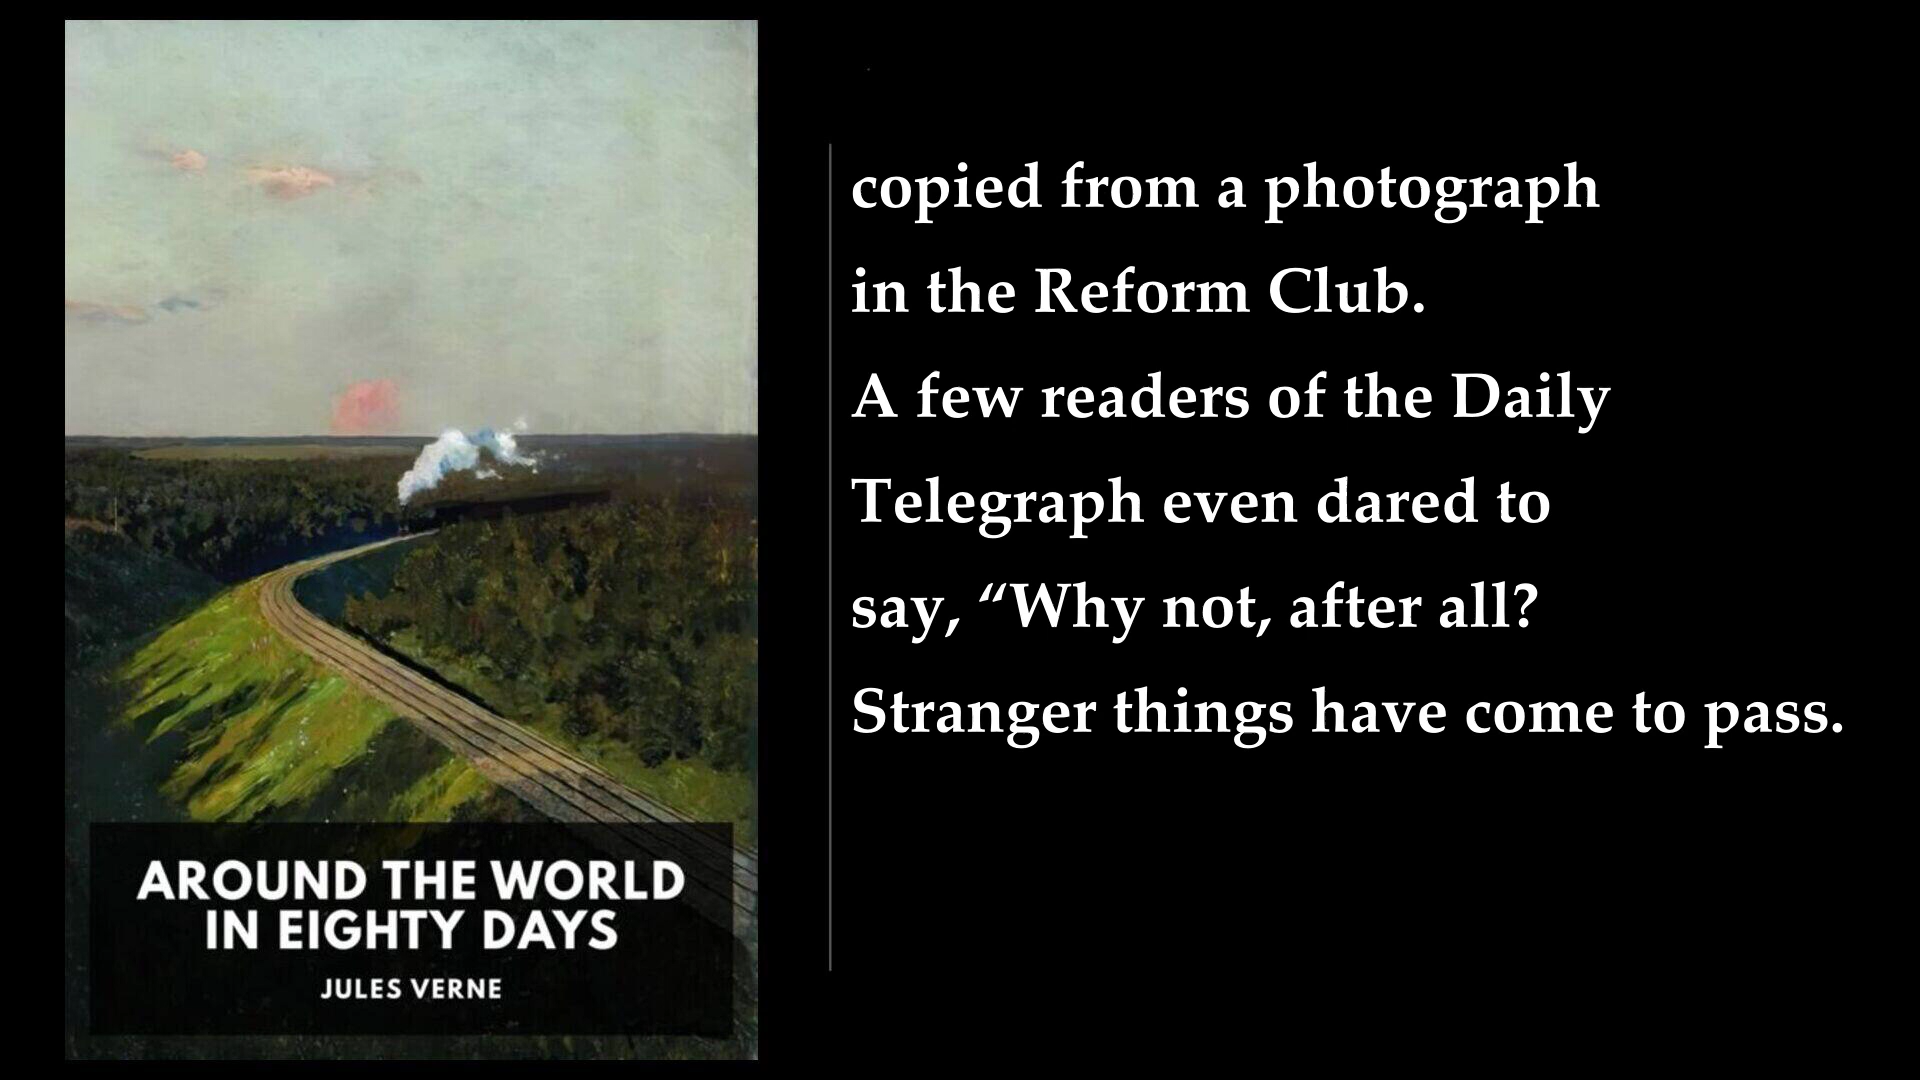 copied from a photograph
in the Reform Club.
A few readers of the Daily
Telegraph even dared to
say, “Why not, after all?
Stranger things have come to pass.
AROUND THE WORLD
IN EIGHTY DAYS
JULES VERNE